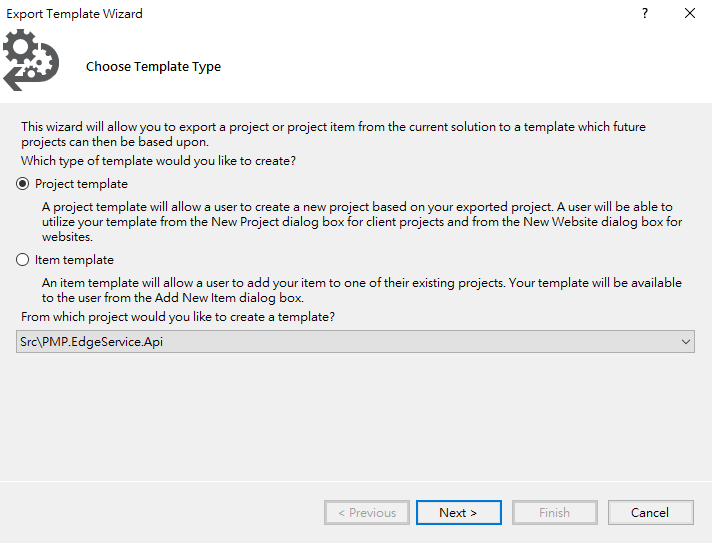 Export Template Wizard
?
Choose Template Type
This wizard will allow you to export a project or project item from the current solution to a template which future
projects can then be based upon.
Which type of template would you like to create?
Project template
A project template will allow a user to create a new project based on your exported project. A user will be able to
utilize your template from the New Project dialog box for client projects and from the New Website dialog box for
websites.
Item template
An item template will allow a user to add your item to one of their existing projects. Your template will be available
to the user from the Add New Item dialog box.
From which project would you like to create a template?
Src\PMP.EdgeService.Api
< Previous
Next >
Finish
Cancel